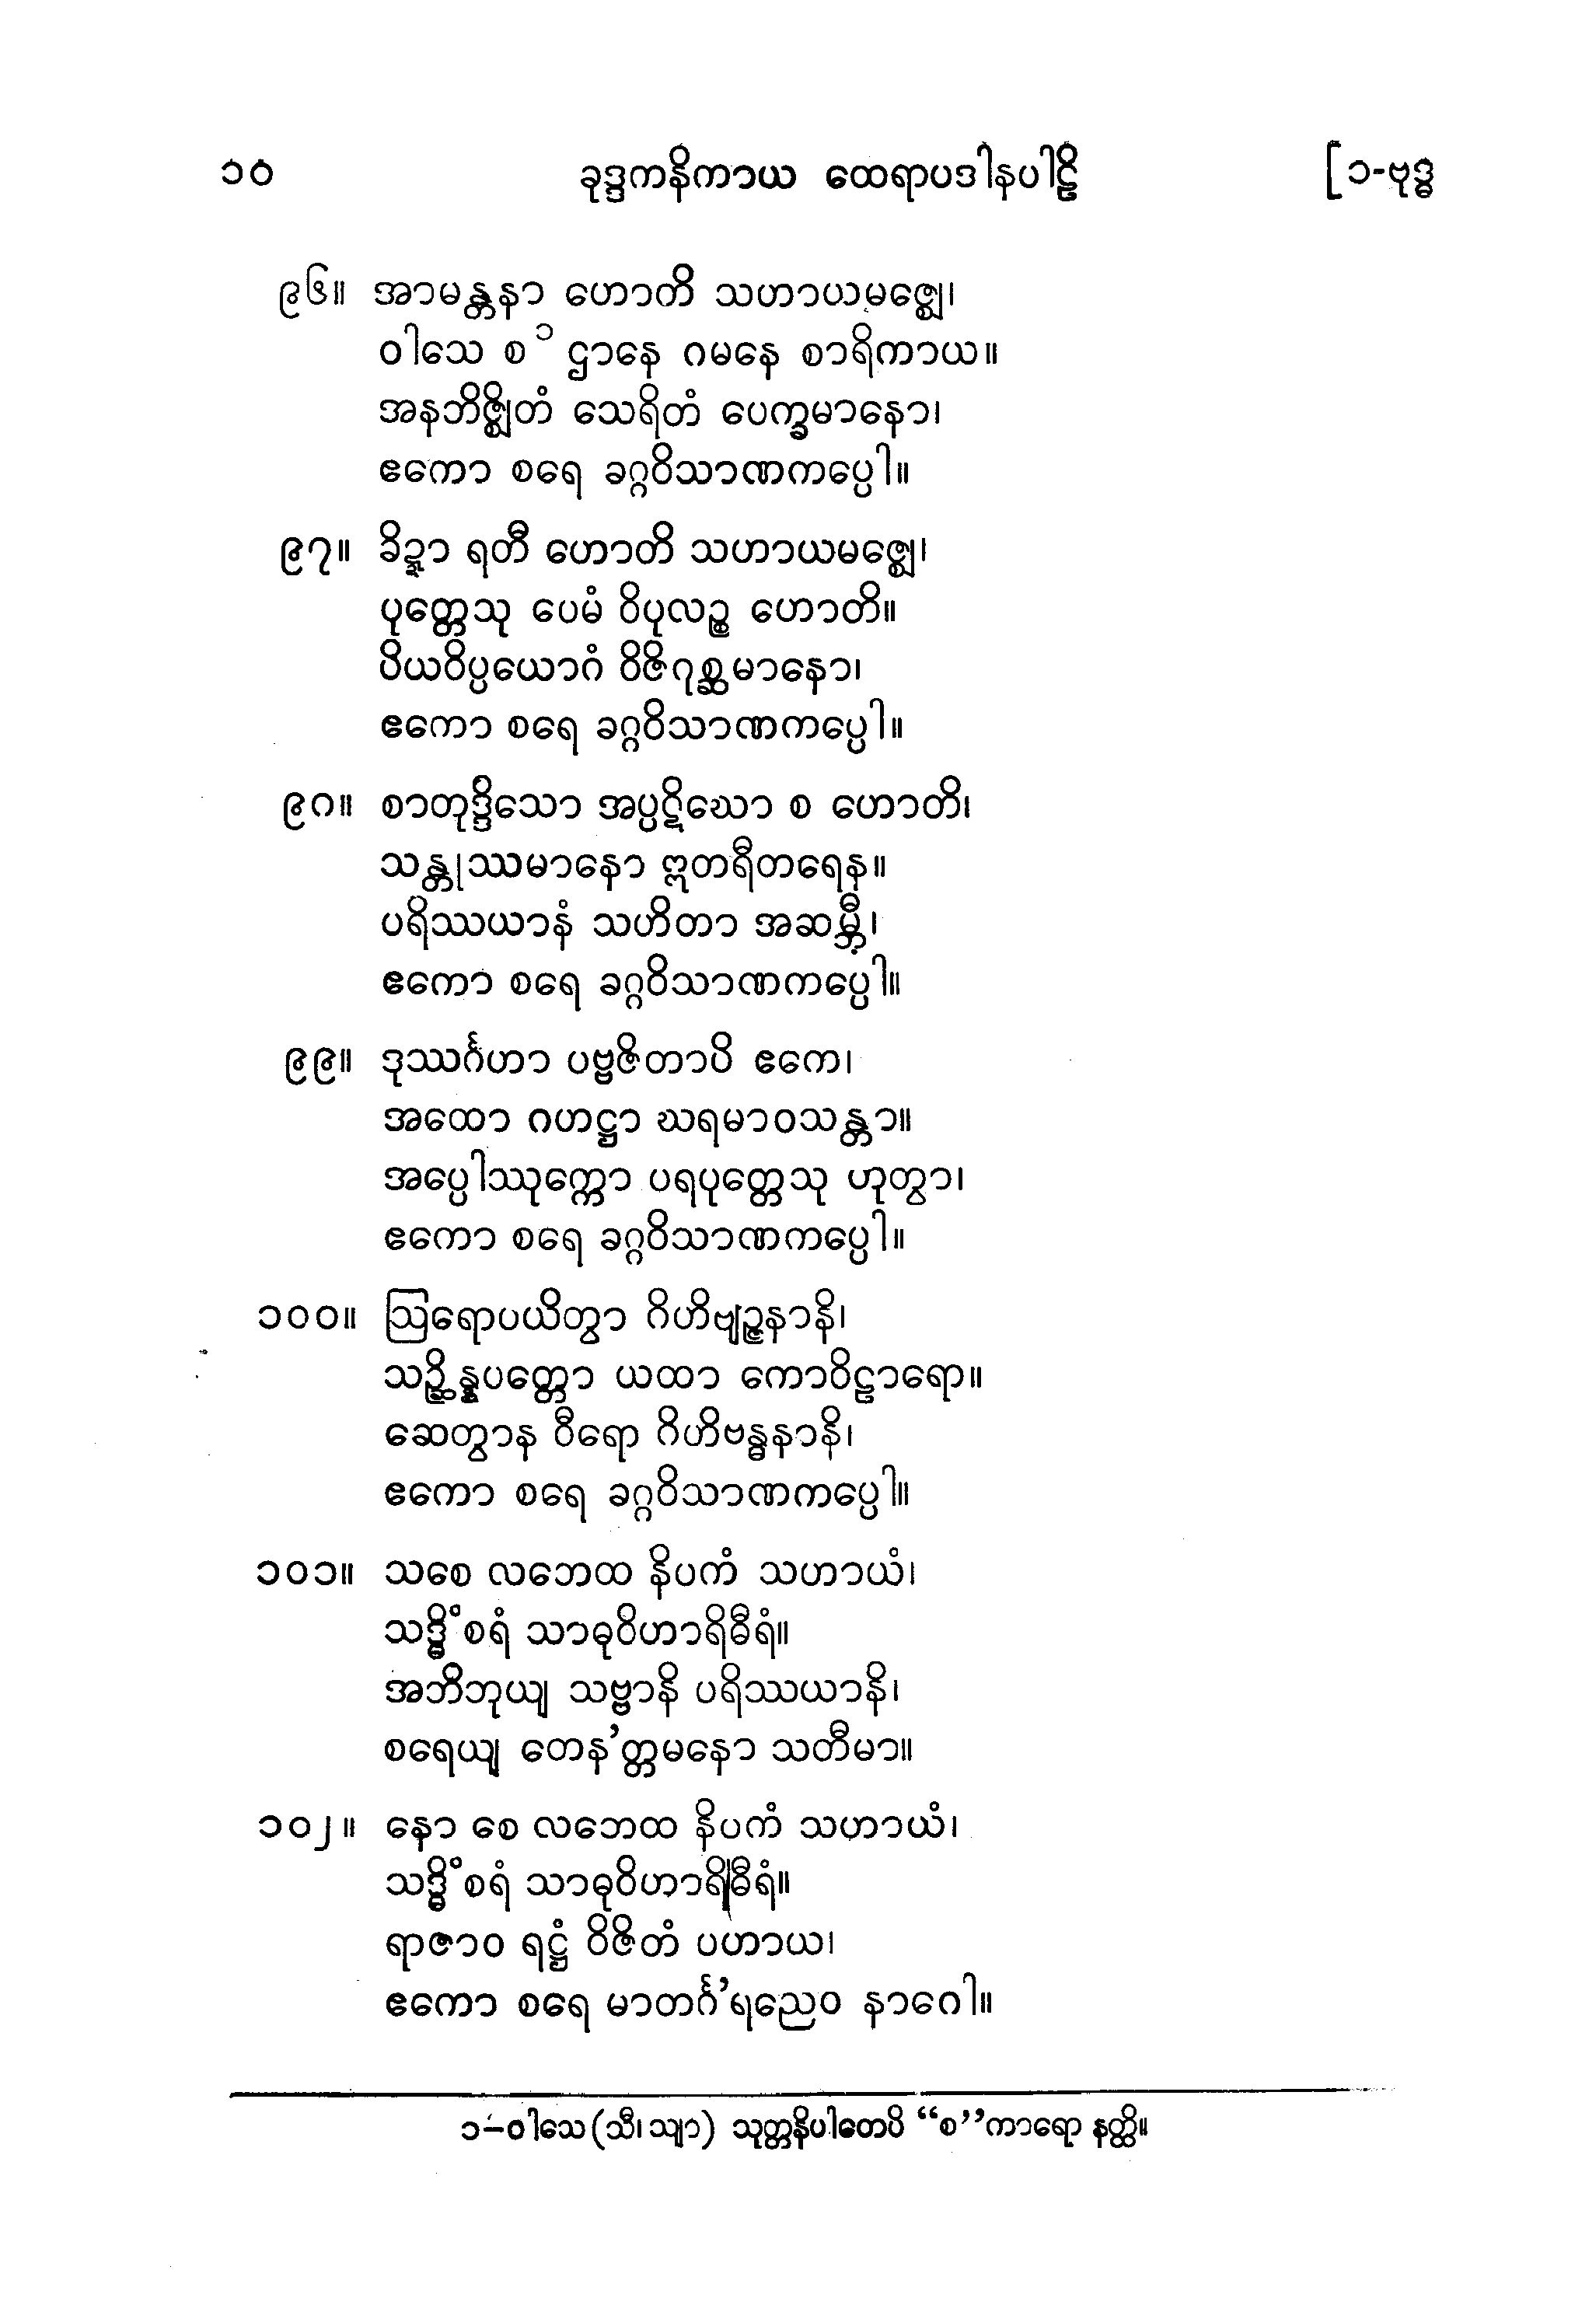 ၁၀ ခုဒ္ဒကနိကာယ ထေရာပဒါနပါဠိ [၁-ဗုဒ္ဓ
၉၆။ အာမန္တနာ ဟောတိ သဟာယမဇ္ဈေ၊
ဝါသေ စ ၁ ဌာနေ ဂမနေ စာရိကာယ။
အနဘိဇ္ဈိတံ သေရိတံ ပေက္ခမာနော၊
ဧကော စရေ ခဂ္ဂဝိသာဏကပ္ပေါ။
၉၇။ ခိဍ္ဍာ ရတီ ဟောတိ သဟာယမဇ္ဈေ၊
ပုတ္တေသု ပေမံ ဝိပုလဉ္စ ဟောတိ။
ပိယဝိပ္ပယောဂံ ဝိဇိဂုစ္ဆမာနော၊
ဧကော စရေ ခဂ္ဂဝိသာဏကပ္ပေါ။
၉၈။ စာတုဒ္ဒိသော အပ္ပဋိဃော စ ဟောတိ၊
သန္တုဿမာနော ဣတရီတရေန။
ပရိဿယာနံ သဟိတာ အဆမ္ဘီ၊
ဧကော စရေ ခဂ္ဂဝိသာဏကပ္ပေါ။
၉၉။ ဒုဿင်္ဂဟာ ပဗ္ဗဇိတာပိ ဧကေ၊
အထော ဂဟဋ္ဌာ ဃရမာဝသန္တာ။
အပ္ပေါဿုက္ကော ပရပုတ္တေသု ဟုတွာ၊
ဧကော စရေ ခဂ္ဂဝိသာဏကပ္ပေါ။
၁၀၀။ ဩရောပယိတွာ ဂိဟိဗျဉ္ဇနာနိ၊
သဉ္ဆိန္နပတ္တော ယထာ ကောဝိဠာရော။
ဆေတွာန ဝီရော ဂိဟိဗန္ဓနာနိ၊
ဧကော စရေ ခဂ္ဂဝိသာဏကပ္ပေါ။
၁၀၁။ သစေ လဘေထ နိပကံ သဟာယံ၊
သဒ္ဓိံ စရံ သာဓုဝိဟာရိဓီရံ။
အဘိဘုယျ သဗ္ဗာနိ ပရိဿယာနိ၊
စရေယျ တေန’တ္တမနော သတီမာ။
၁၀၂။ နော စေ လဘေထ နိပကံ သဟာယံ၊
သဒ္ဓိံ စရံ သာဓုဝိဟာရိဓီရံ။
ရာဇာဝ ရဋ္ဌံ ဝိဇိတံ ပဟာယ၊
ဧကော စရေ မာတင်္ဂ’ရညေဝ နာဂေါ။
၁-ဝါသေ (သီ၊ သျာ) သုတ္တနိပါတေပိ “စ”ကာရော နတ္ထိ။